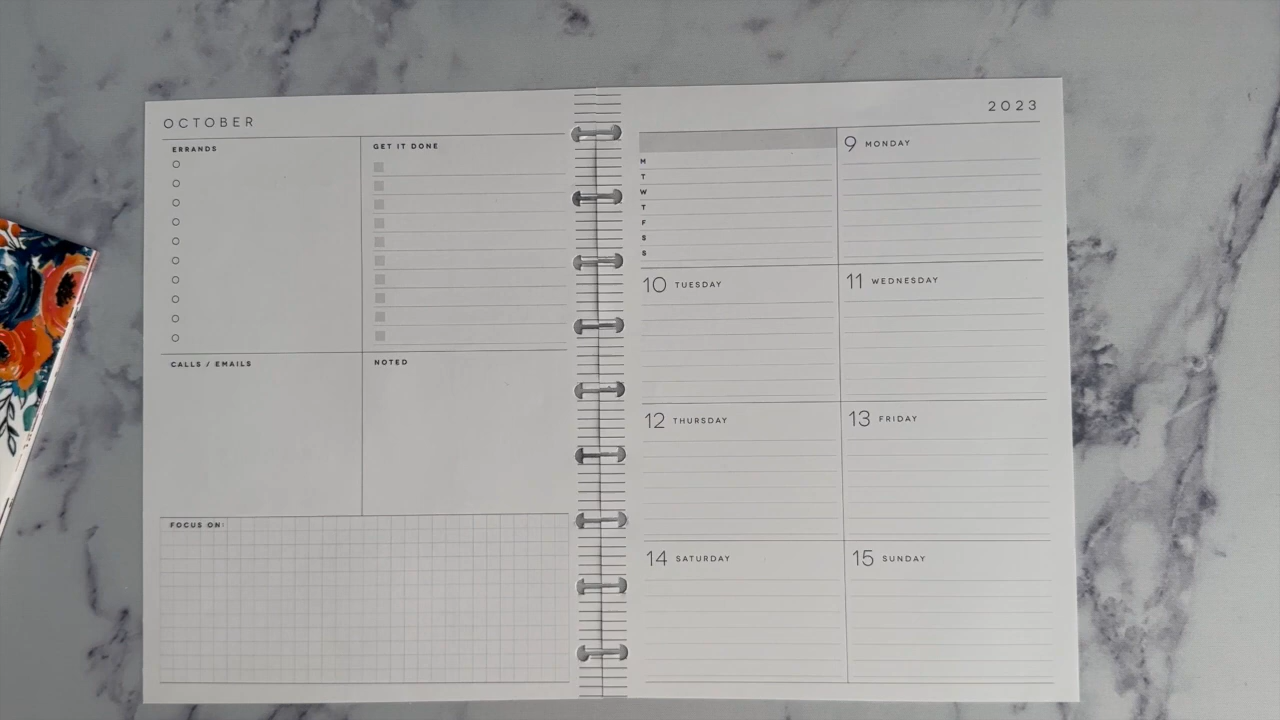 OCTOBER
ERRANDS
GET IT DONE
CALLS / EMAILS
NOTED
FOCUS ON:
2023
M
T
W
T
F
S
S
9 MONDAY
10 TUESDAY
11 WEDNESDAY
12 THURSDAY
13 FRIDAY
14 SATURDAY
15 SUNDAY